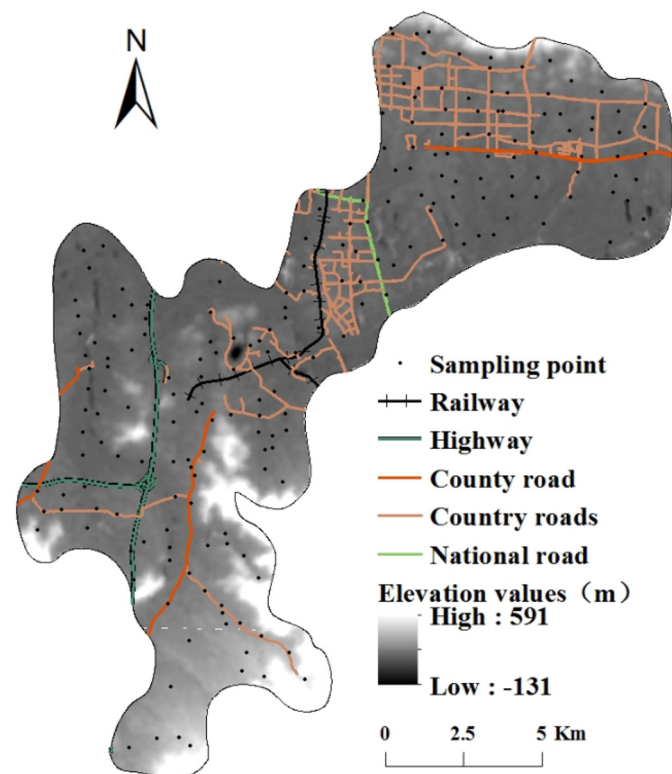 N
Sampling point
Railway
Highway
County road
Country roads
National road
Elevation values（m）
High : 591
Low : -131
0 2.5 5 Km